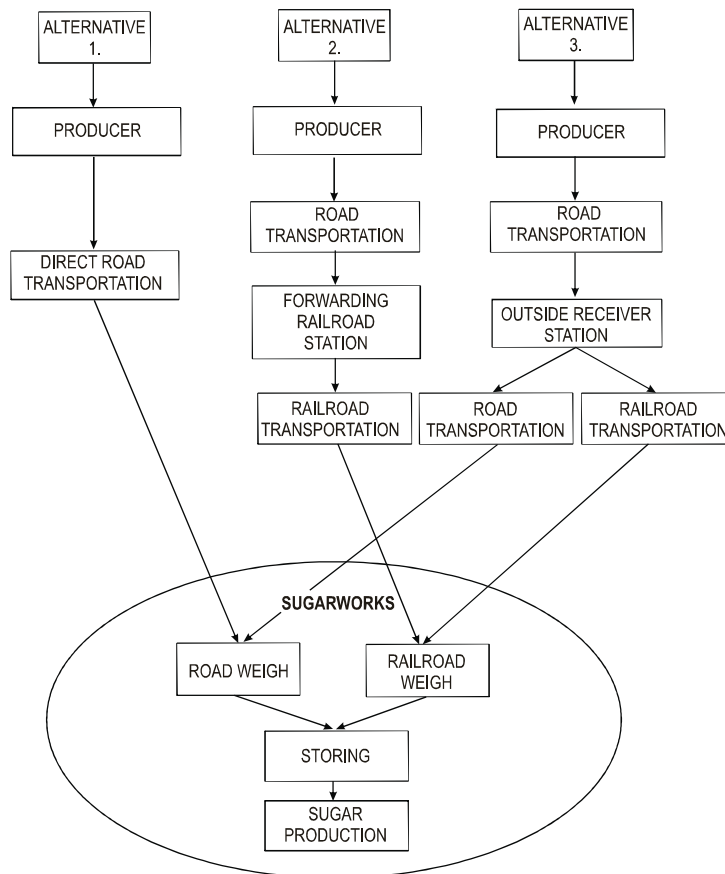 ALTERNATIVE
1.
ALTERNATIVE
2.
ALTERNATIVE
3.
PRODUCER
PRODUCER
PRODUCER
ROAD
TRANSPORTATION
ROAD
TRANSPORTATION
DIRECT ROAD
TRANSPORTATION
FORWARDING
RAILROAD
STATION
OUTSIDE RECEIVER
STATION
RAILROAD
TRANSPORTATION
ROAD
TRANSPORTATION
RAILROAD
TRANSPORTATION
SUGARWORKS
ROAD WEIGH
RAILROAD
WEIGH
STORING
SUGAR
PRODUCTION